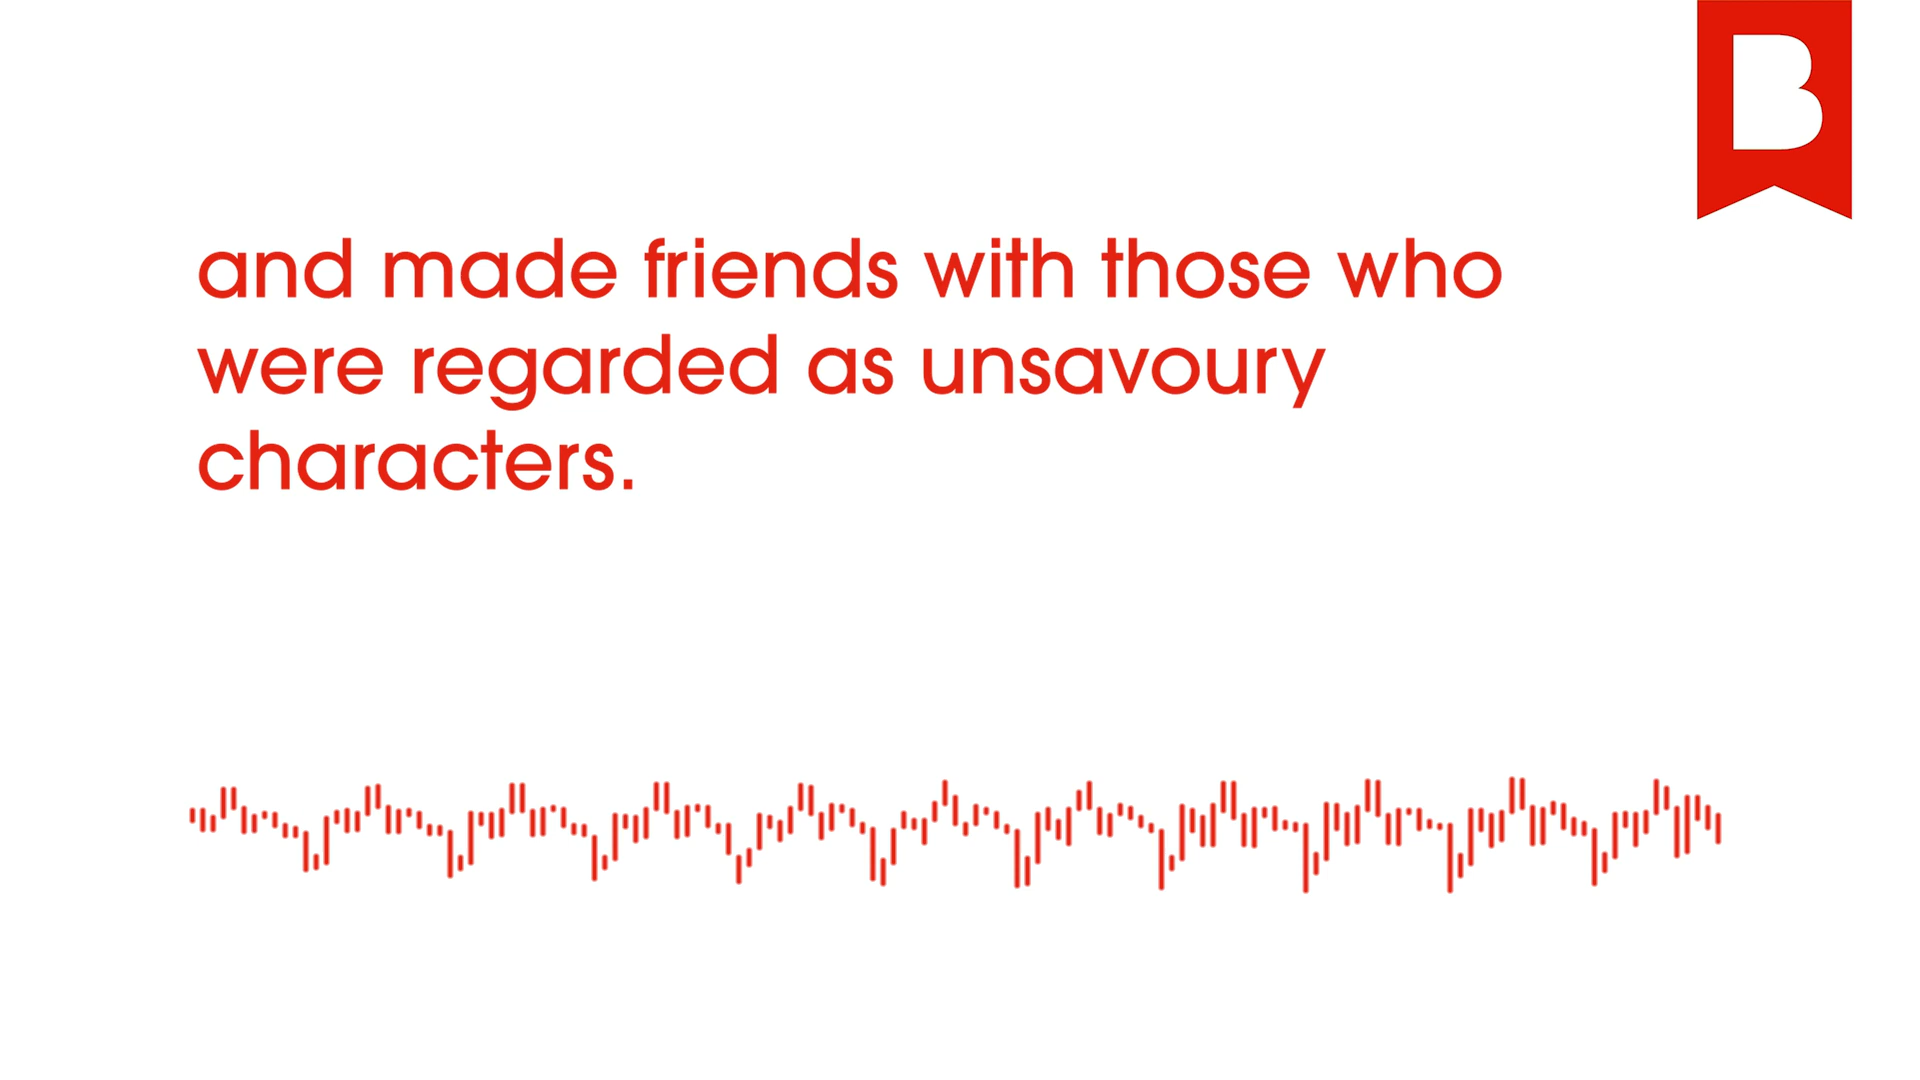 B
and made friends with those who
were regarded as unsavoury
characters.